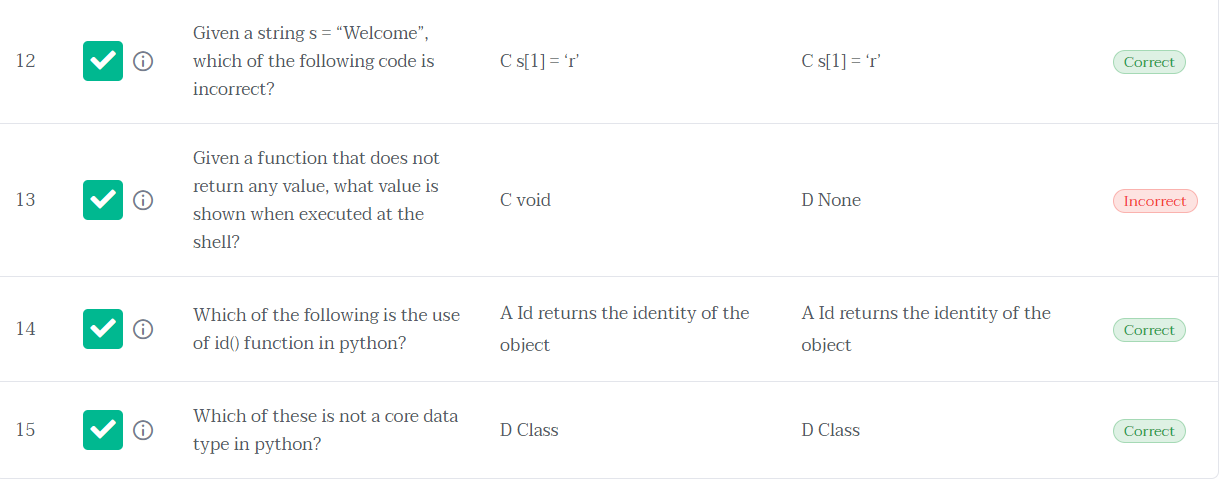 12
Given a string s = “Welcome”,
which of the following code is
incorrect?
C s[1] = ‘r’
C s[1] = ‘r’
Correct
13
Given a function that does not
return any value, what value is
shown when executed at the
shell?
C void
D None
Incorrect
14
Which of the following is the use
of id() function in python?
A Id returns the identity of the
object
A Id returns the identity of the
object
Correct
15
Which of these is not a core data
type in python?
D Class
D Class
Correct